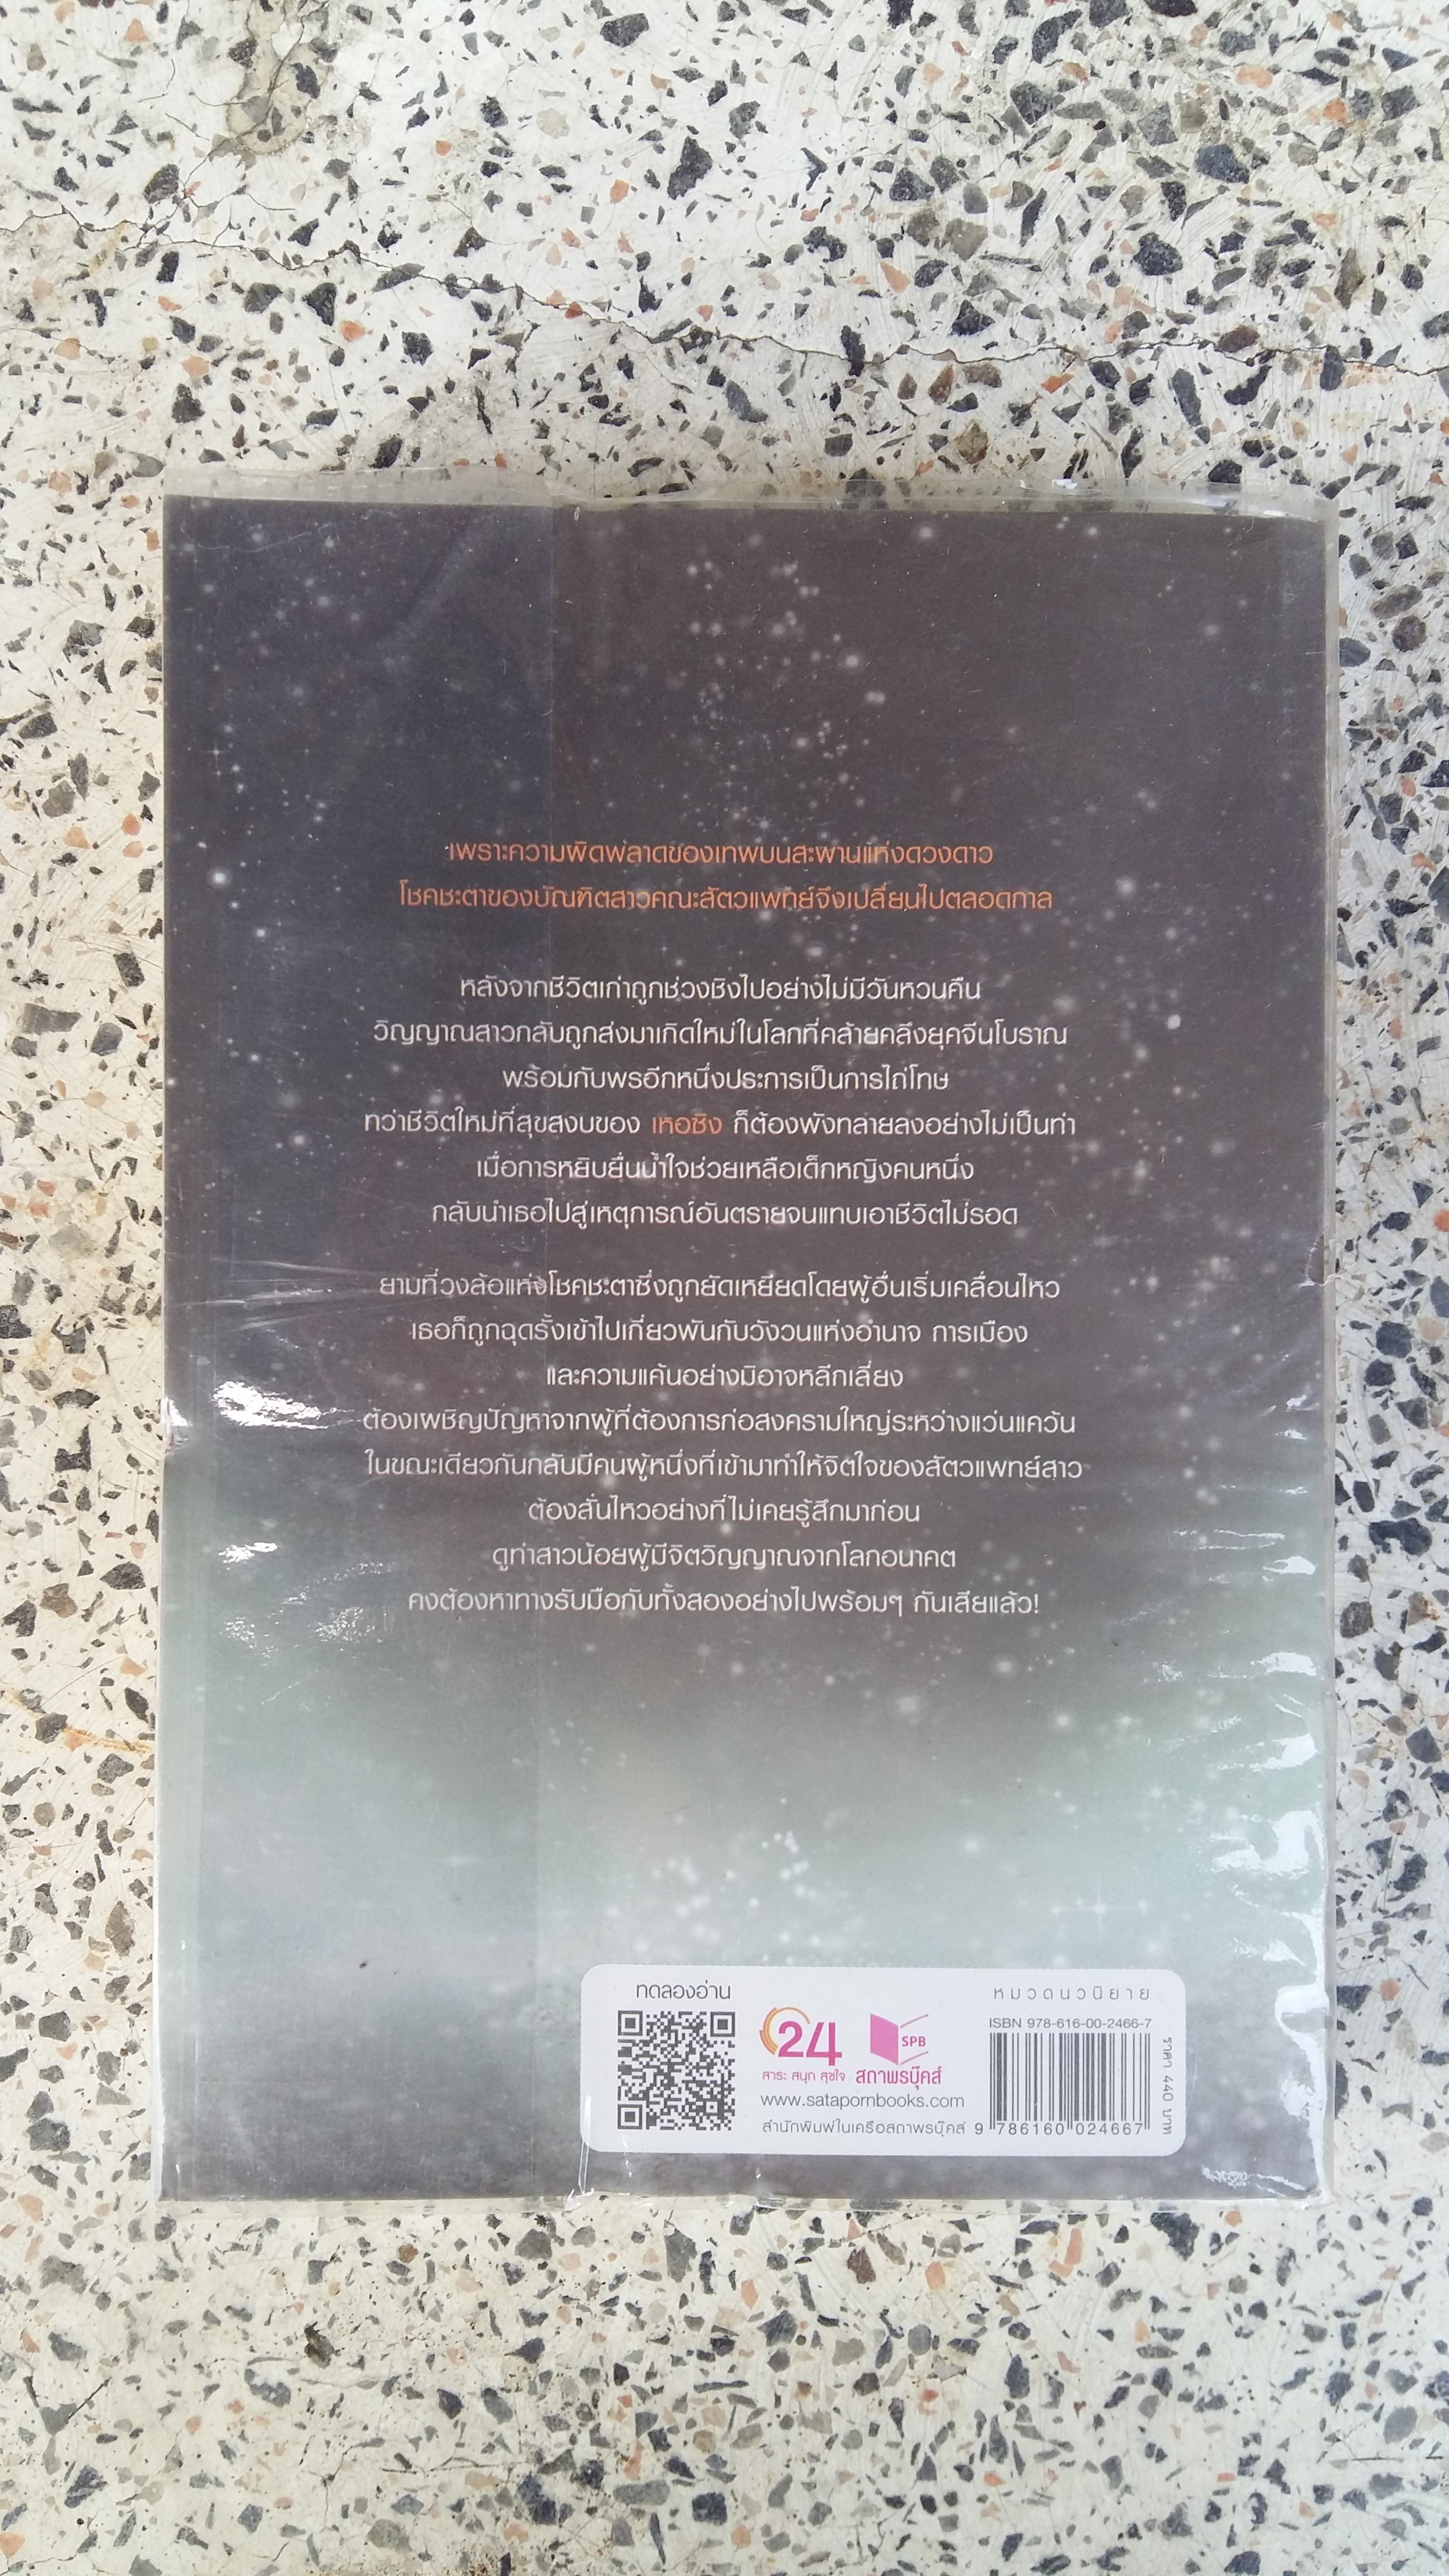 เพราะความผิดพลาดของเทพบนสะพานแห่งดวงดาว
โชคชะตาของบัณฑิตสาวคณะสัตวแพทย์จึงเปลี่ยนไปตลอดกาล
หลังจากชีวิตเก่าถูกช่วงชิงไปอย่างไม่มีวันหวนคืน
วิญญาณสาวกลับถูกส่งมาเกิดใหม่ในโลกที่คล้ายคลึงยุคจีนโบราณ
พร้อมกับพรอีกหนึ่งประการเป็นการไถ่โทษ
ทว่าชีวิตใหม่ที่สุขสงบของ เหอชิง ก็ต้องพังทลายลงอย่างไม่เป็นท่า
เมื่อการหยิบยื่นน้ำใจช่วยเหลือเด็กหญิงคนหนึ่ง
กลับนำเธอไปสู่เหตุการณ์อันตรายจนแทบเอาชีวิตไม่รอด
ยามที่วงล้อแห่งโชคชะตาซึ่งถูกยัดเหยียดโดยผู้อื่นเริ่มเคลื่อนไหว
เธอก็ถูกฉุดรั้งเข้าไปเกี่ยวพันกับวังวนแห่งอำนาจ การเมือง
และความแค้นอย่างมิอาจหลีกเลี่ยง
ต้องเผชิญปัญหาจากผู้ที่ต้องการก่อสงครามใหญ่ระหว่างแว่นแคว้น
ในขณะเดียวกันกลับมีคนผู้หนึ่งที่เข้ามาทำให้จิตใจของสัตวแพทย์สาว
ต้องสั่นไหวอย่างที่ไม่เคยรู้สึกมาก่อน
ดูท่าสาวน้อยผู้มีจิตวิญญาณจากโลกอนาคต
คงต้องหาทางรับมือกับทั้งสองอย่างไปพร้อมๆ กันเสียแล้ว!
ทดลองอ่าน
24
สาระ สนุก สุขใจ
SPB
สถาพรบุ๊คส์
www.satapornbooks.com
สำนักพิมพ์ในเครือสถาพรบุ๊คส์
หมวดนวนิยาย
ISBN 978-616-00-2466-7
9 786160 024667
ราคา 440 บาท